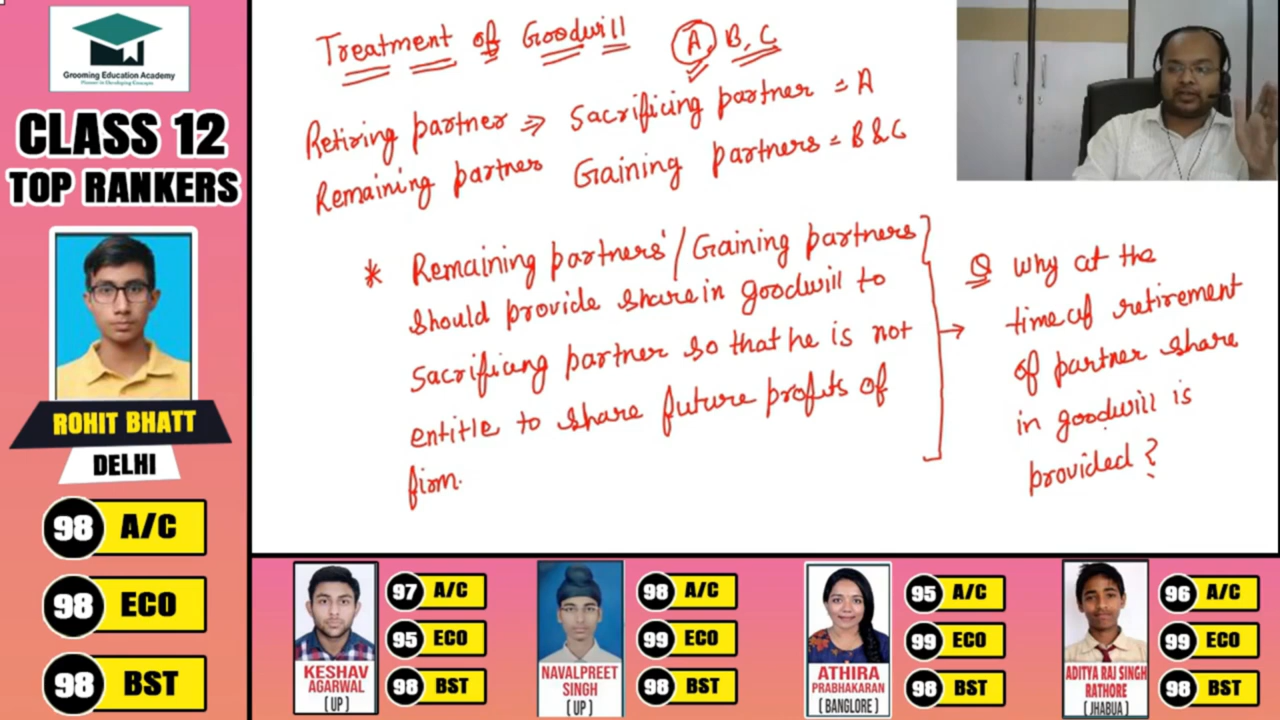 Grooming Education Academy
Pioneer in Developing Concepts
CLASS 12
TOP RANKERS
ROHIT BHATT
DELHI
98 A/C
98 ECO
98 BST
Treatment of Goodwill A, B, C
Retiring partner ⇒ Sacrificing partner = A
Remaining partner Gaining partners = B & C
* Remaining partners'/Gaining partners
should provide share in goodwill to
sacrificing partner so that he is not
entitle to share future profits of
firm.
Q Why at the
time of retirement
of partner share
in goodwill is
provided?
KESHAV
AGARWAL
(UP)
97 A/C
95 ECO
98 BST
NAVALPREET
SINGH
(UP)
98 A/C
99 ECO
98 BST
ATHIRA
PRABHAKARAN
(BANGLORE)
95 A/C
99 ECO
98 BST
ADITYA RAJ SINGH
RATHORE
(JHABUA)
96 A/C
99 ECO
98 BST